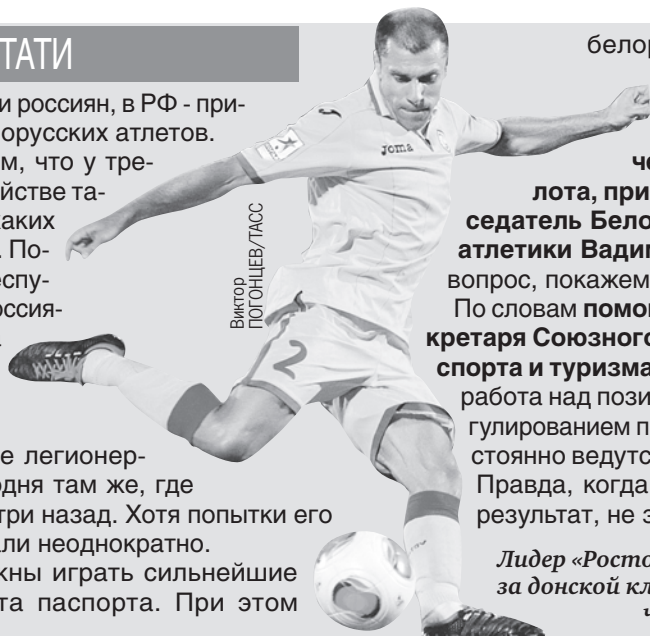 ТАТИ
и россиян, в РФ - при-
орусских атлетов.
м, что у тре-
йстве та-
аких
. По-
еспу-
оссия-
е легионер-
одня там же, где
три назад. Хотя попытки его
али неоднократно.
жны играть сильнейшие
та паспорта. При этом
Виктор
ПОГОНЦЕВ/ТАСС
joma
2
белор
че
лота, при
седатель Бело
атлетики Вадим
вопрос, покажем
По словам помо
кретаря Союзного
спорта и туризма
работа над пози
гулированием п
стоянно ведутс
Правда, когда
результат, не з
Лидер «Росто
за донской кл
ч